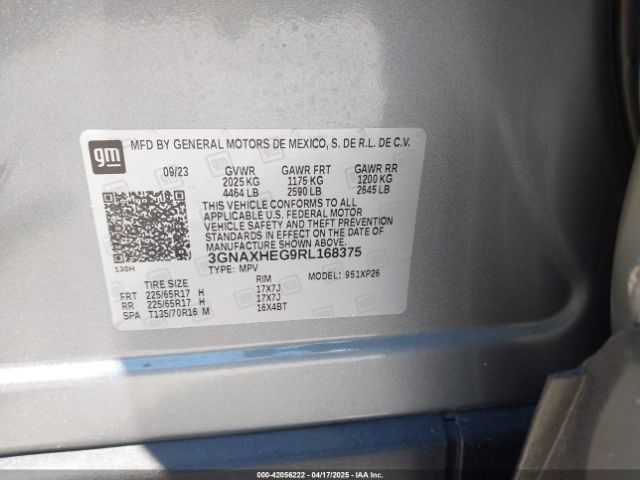 gm
MFD BY GENERAL MOTORS DE MEXICO, S. DE R.L. DE C.V.
09/23 GVWR GAWR FRT GAWR RR
2025 KG 1175 KG 1200 KG
4464 LB 2590 LB 2645 LB
THIS VEHICLE CONFORMS TO ALL
APPLICABLE U.S. FEDERAL MOTOR
VEHICLE SAFETY AND THEFT PREVENTION
STANDARDS IN EFFECT ON THE DATE OF
MANUFACTURE SHOWN ABOVE.
3GNAXHEG9RL168375
130H TYPE: MPV MODEL: 951XP26
TIRE SIZE RIM
FRT 225/65R17 H 17X7J
RR 225/65R17 H 17X7J
SPA T135/70R16 M 16X4BT
000-42056222 - 04/17/2025 - IAAI.CA